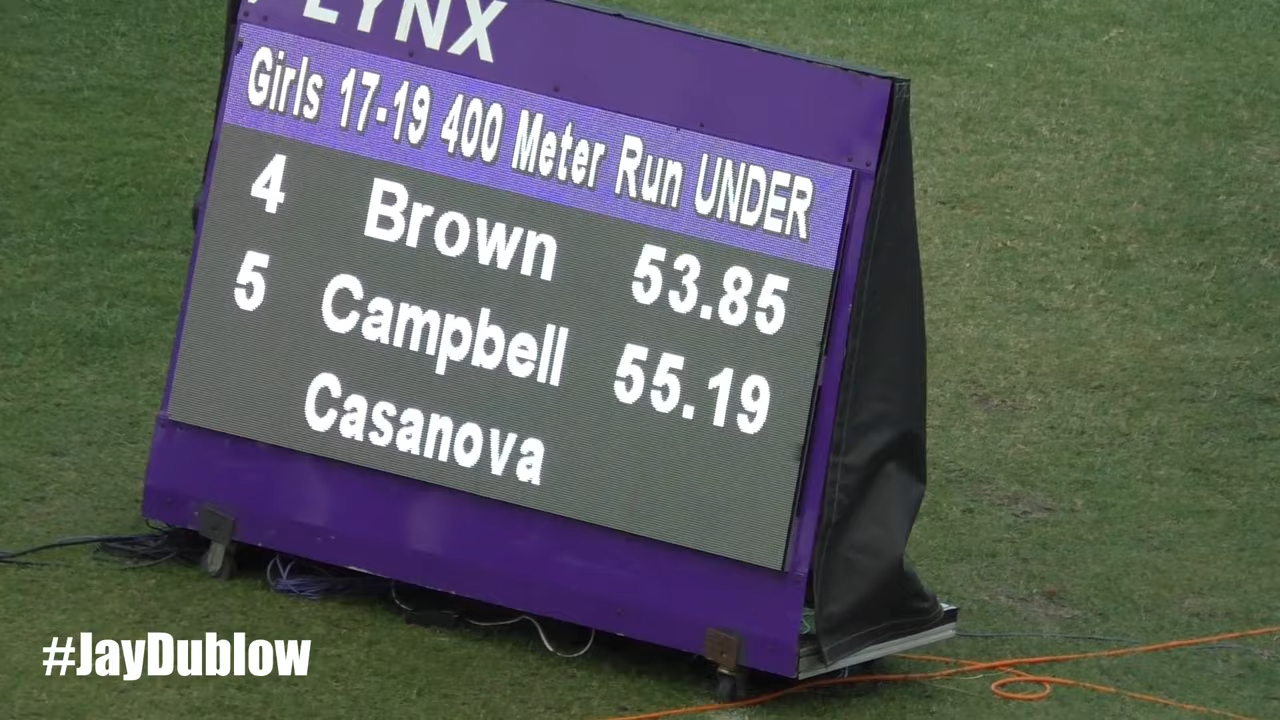 LYNX
Girls 17-19 400 Meter Run UNDER
4 Brown 53.85
5 Campbell 55.19
Casanova
#JayDublow